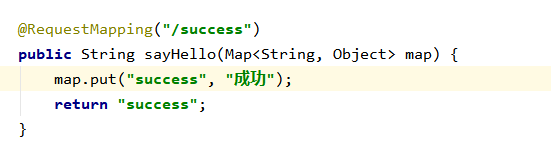 @RequestMapping("/success")
public String sayHello(Map<String, Object> map) {
    map.put("success", "成功");
    return "success";
}